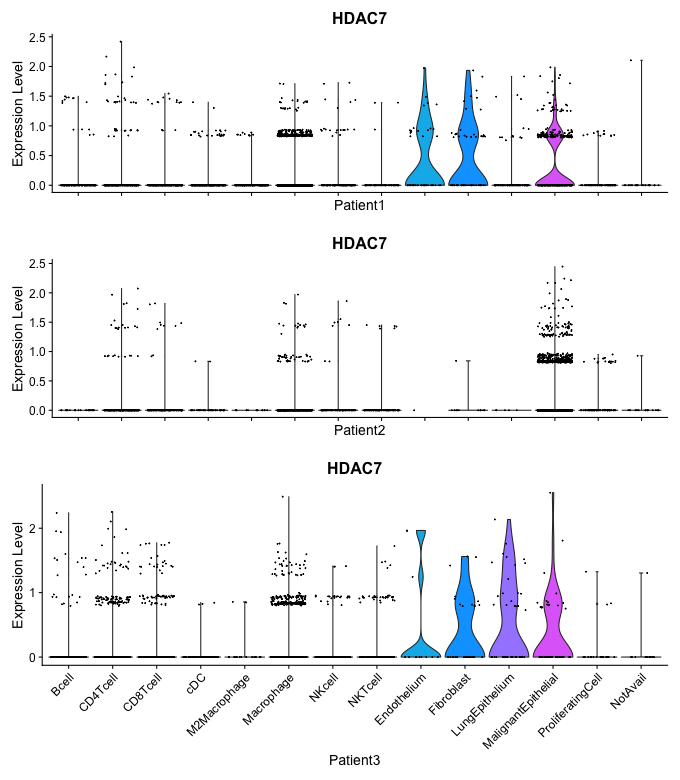 HDAC7
Expression Level
2.5
2.0
1.5
1.0
0.5
0.0
Patient1
HDAC7
Expression Level
2.5
2.0
1.5
1.0
0.5
0.0
Patient2
HDAC7
Expression Level
2
1
0
Bcell
CD4Tcell
CD8Tcell
cDC
M2Macrophage
Macrophage
NKcell
NKTcell
Endothelium
Fibroblast
LungEpithelium
MalignantEpithelial
ProliferatingCell
NotAvail
Patient3